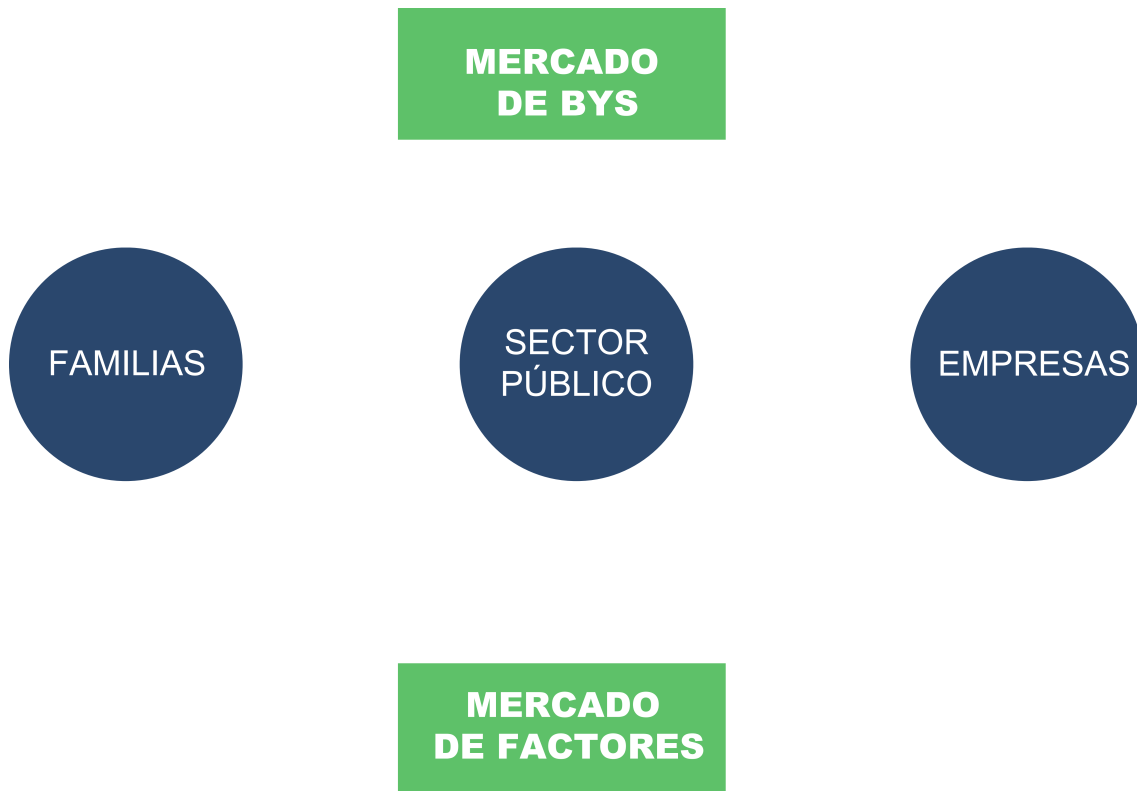 MERCADO
DE BYS
FAMILIAS
SECTOR
PÚBLICO
EMPRESAS
MERCADO
DE FACTORES